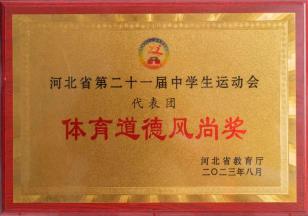 河北省第二十一届中学生运动会
代表团
体育道德风尚奖
河北省教育厅
二〇二三年八月